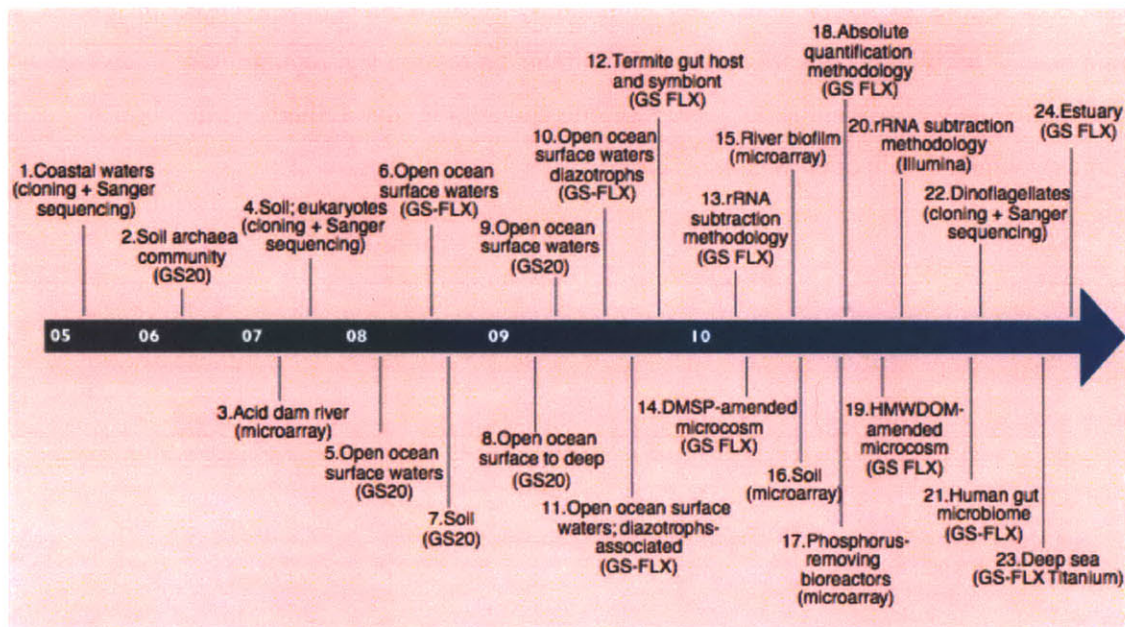 1.Coastal waters
(cloning + Sanger
sequencing)
2.Soil archaea
community
(GS20)
4.Soil; eukaryotes
(cloning + Sanger
sequencing)
6.Open ocean
surface waters
(GS-FLX)
9.Open ocean
surface waters
(GS20)
10.Open ocean
surface waters
diazotrophs
(GS-FLX)
12.Termite gut host
and symbiont
(GS FLX)
13.rRNA
subtraction
methodology
(GS FLX)
15.River biofilm
(microarray)
18.Absolute
quantification
methodology
(GS FLX)
20.rRNA subtraction
methodology
(Illumina)
22.Dinoflagellates
(cloning + Sanger
sequencing)
24.Estuary
(GS FLX)
05 06 07 08 09 10
3.Acid dam river
(microarray)
5.Open ocean
surface waters
(GS20)
7.Soil
(GS20)
8.Open ocean
surface to deep
(GS20)
11.Open ocean surface
waters; diazotrophs-
associated
(GS-FLX)
14.DMSP-amended
microcosm
(GS FLX)
16.Soil
(microarray)
17.Phosphorus-
removing
bioreactors
(microarray)
19.HMWDOM-
amended
microcosm
(GS FLX)
21.Human gut
microbiome
(GS-FLX)
23.Deep sea
(GS-FLX Titanium)